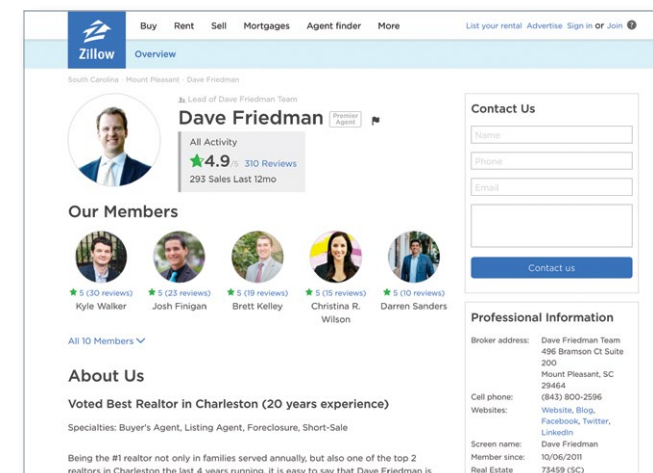 Zillow
Buy Rent Sell Mortgages Agent finder More
List your rental Advertise Sign in or Join ?
Overview
South Carolina · Mount Pleasant · Dave Friedman
Lead of Dave Friedman Team
Dave Friedman Premier Agent
All Activity
4.9/5 310 Reviews
293 Sales Last 12mo
Our Members
5 (30 reviews)
Kyle Walker
5 (23 reviews)
Josh Finigan
5 (19 reviews)
Brett Kelley
5 (15 reviews)
Christina R.
Wilson
5 (10 reviews)
Darren Sanders
All 10 Members
About Us
Voted Best Realtor in Charleston (20 years experience)
Specialties: Buyer's Agent, Listing Agent, Foreclosure, Short-Sale
Being the #1 realtor not only in families served annually, but also one of the top 2
realtors in Charleston the last 4 years running, it is easy to say that Dave Friedman is
Contact Us
Name
Phone
Email
Contact us
Professional Information
Broker address: Dave Friedman Team
496 Bramson Ct Suite
200
Mount Pleasant, SC
29464
Cell phone: (843) 800-2596
Websites: Website, Blog,
Facebook, Twitter,
LinkedIn
Screen name: Dave Friedman
Member since: 10/06/2011
Real Estate 73459 (SC)